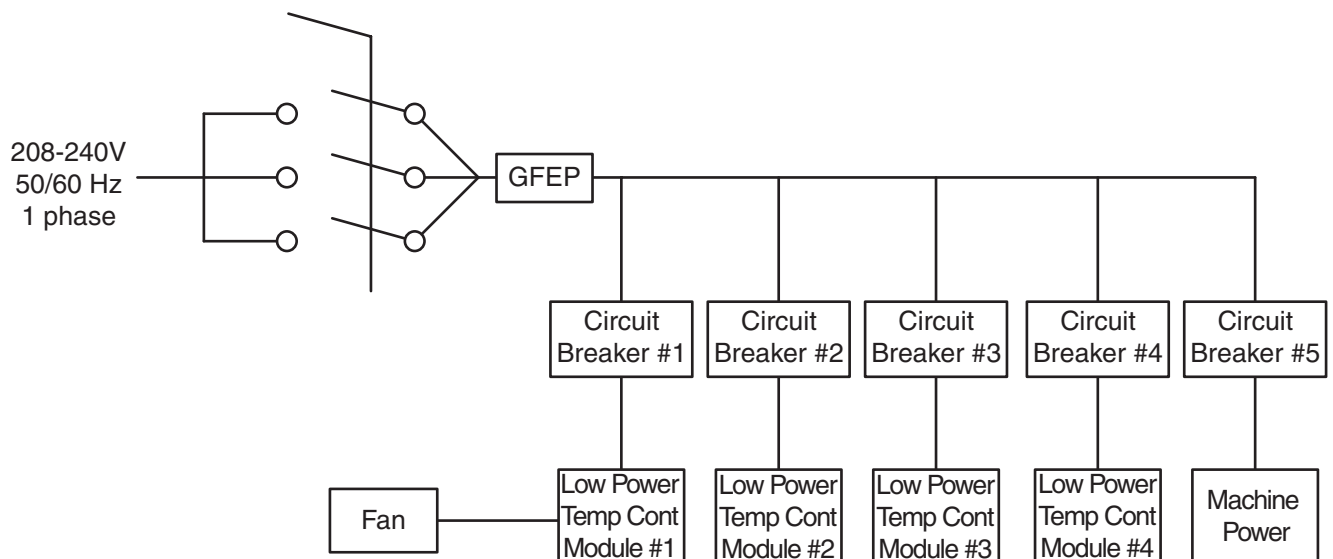 208-240V
50/60 Hz
1 phase
GFEP
Circuit
Breaker #1
Circuit
Breaker #2
Circuit
Breaker #3
Circuit
Breaker #4
Circuit
Breaker #5
Fan
Low Power
Temp Cont
Module #1
Low Power
Temp Cont
Module #2
Low Power
Temp Cont
Module #3
Low Power
Temp Cont
Module #4
Machine
Power